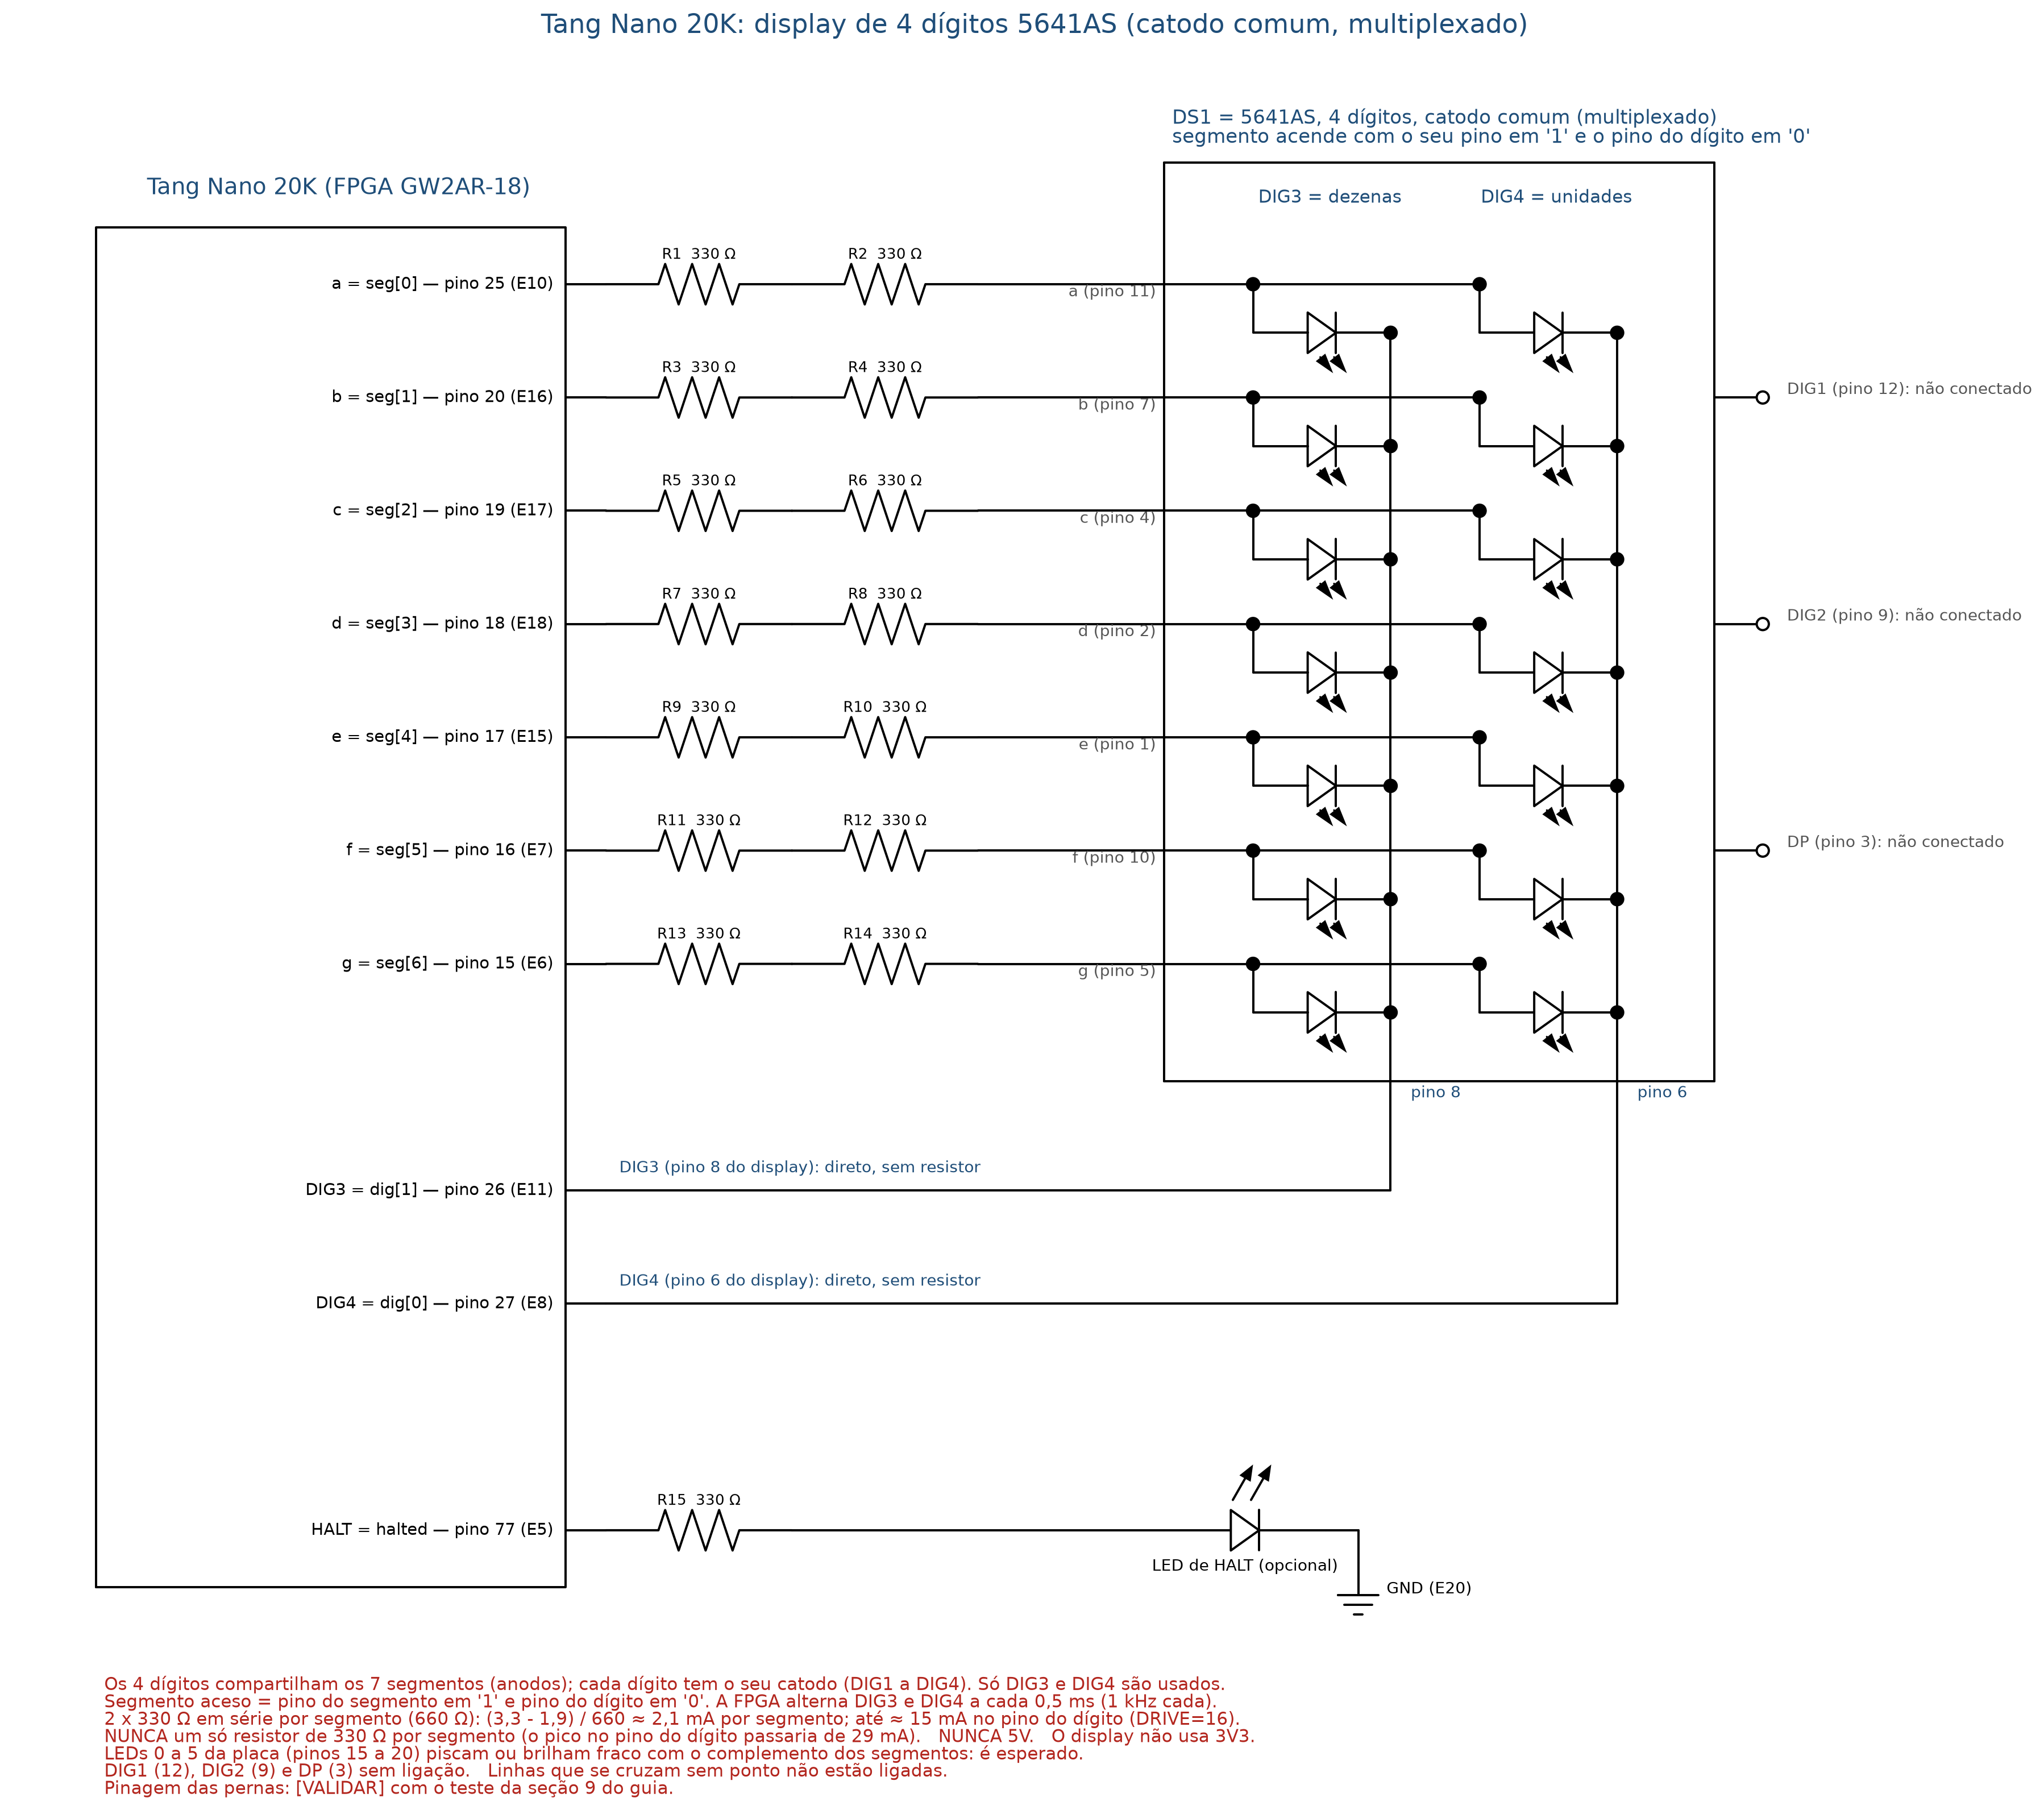 Tang Nano 20K: display de 4 dígitos 5641AS (catodo comum, multiplexado)
DS1 = 5641AS, 4 dígitos, catodo comum (multiplexado)
segmento acende com o seu pino em '1' e o pino do dígito em '0'
Tang Nano 20K (FPGA GW2AR-18)
DIG3 = dezenas
DIG4 = unidades
a = seg[0] — pino 25 (E10)
R1 330 Ω
R2 330 Ω
a (pino 11)
b = seg[1] — pino 20 (E16)
R3 330 Ω
R4 330 Ω
b (pino 7)
DIG1 (pino 12): não conectado
c = seg[2] — pino 19 (E17)
R5 330 Ω
R6 330 Ω
c (pino 4)
d = seg[3] — pino 18 (E18)
R7 330 Ω
R8 330 Ω
d (pino 2)
DIG2 (pino 9): não conectado
e = seg[4] — pino 17 (E15)
R9 330 Ω
R10 330 Ω
e (pino 1)
f = seg[5] — pino 16 (E7)
R11 330 Ω
R12 330 Ω
f (pino 10)
DP (pino 3): não conectado
g = seg[6] — pino 15 (E6)
R13 330 Ω
R14 330 Ω
g (pino 5)
pino 8
pino 6
DIG3 (pino 8 do display): direto, sem resistor
DIG3 = dig[1] — pino 26 (E11)
DIG4 (pino 6 do display): direto, sem resistor
DIG4 = dig[0] — pino 27 (E8)
R15 330 Ω
HALT = halted — pino 77 (E5)
LED de HALT (opcional)
GND (E20)
Os 4 dígitos compartilham os 7 segmentos (anodos); cada dígito tem o seu catodo (DIG1 a DIG4). Só DIG3 e DIG4 são usados.
Segmento aceso = pino do segmento em '1' e pino do dígito em '0'. A FPGA alterna DIG3 e DIG4 a cada 0,5 ms (1 kHz cada).
2 x 330 Ω em série por segmento (660 Ω): (3,3 - 1,9) / 660 ≈ 2,1 mA por segmento; até ≈ 15 mA no pino do dígito (DRIVE=16).
NUNCA um só resistor de 330 Ω por segmento (o pico no pino do dígito passaria de 29 mA). NUNCA 5V. O display não usa 3V3.
LEDs 0 a 5 da placa (pinos 15 a 20) piscam ou brilham fraco com o complemento dos segmentos: é esperado.
DIG1 (12), DIG2 (9) e DP (3) sem ligação. Linhas que se cruzam sem ponto não estão ligadas.
Pinagem das pernas: [VALIDAR] com o teste da seção 9 do guia.